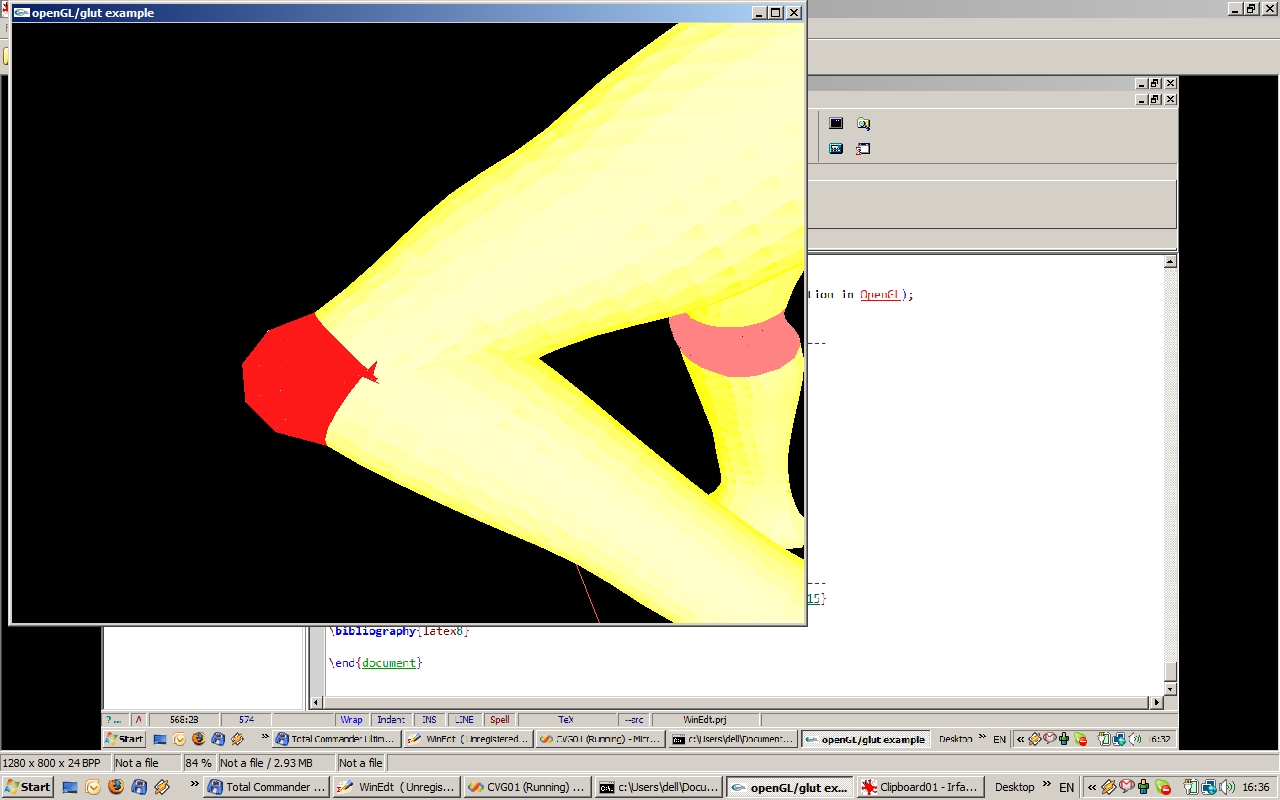 openGL/glut example
tion in OpenGL);
---
---
15}
\bibliography{latex8}
\end{document}
? ... A 568:28 574 Wrap Indent INS LINE Spell TeX --src WinEdt.prj
Start Total Commander Ultim... WinEdt (Unregistered... CVG01 (Running) - Micr... c:\Users\dell\Document... openGL/glut example Desktop » EN « 16:32
1280 x 800 x 24 BPP Not a file 84 % Not a file / 2.93 MB Not a file
Start » Total Commander ... WinEdt (Unregis... CVG01 (Running) ... c:\Users\dell\Docu... openGL/glut ex... Clipboard01 - Irfa... Desktop » EN « 16:36